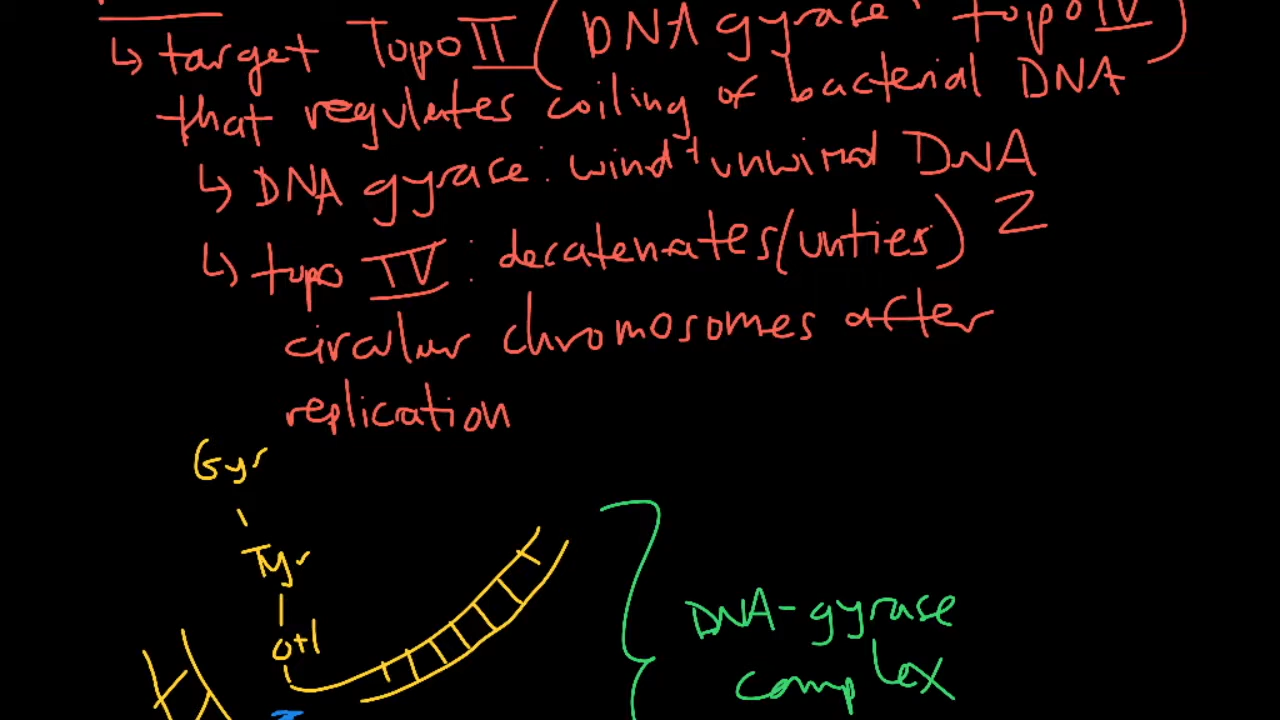 ↳ target Topo II (DNA gyrase + topo IV)
that regulates coiling of bacterial DNA
↳ DNA gyrase: wind + unwind DNA
↳ topo IV: decatenates (unties) 2
circular chromosomes after
replication
Gyr
Tyr
OH
DNA-gyrase
complex